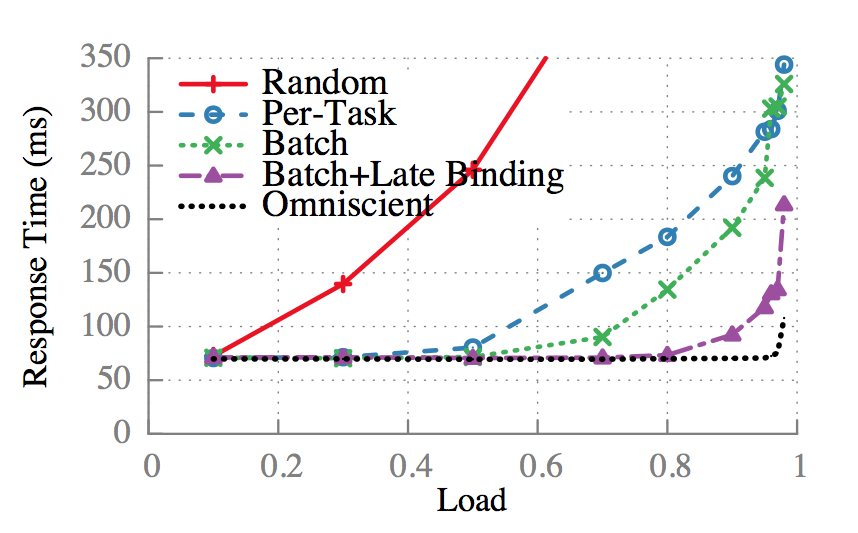 350
300
250
200
150
100
50
0
Response Time (ms)
Random
Per-Task
Batch
Batch+Late Binding
Omniscient
0 0.2 0.4 0.6 0.8 1
Load